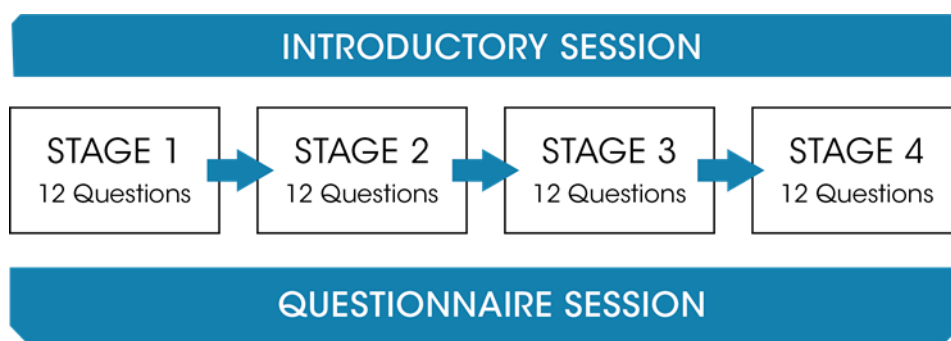 INTRODUCTORY SESSION
STAGE 1
12 Questions
STAGE 2
12 Questions
STAGE 3
12 Questions
STAGE 4
12 Questions
QUESTIONNAIRE SESSION